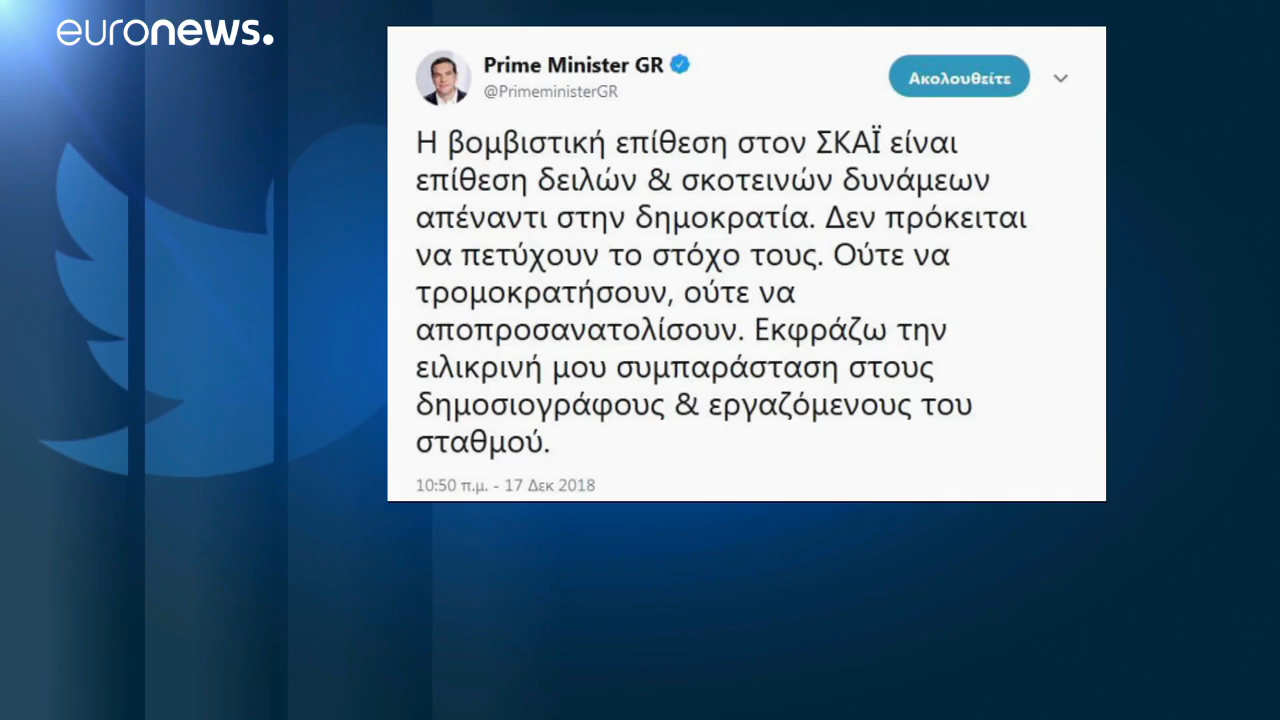 euronews.
Prime Minister GR
@PrimeministerGR
Ακολουθείτε
Η βομβιστική επίθεση στον ΣΚΑΪ είναι
επίθεση δειλών & σκοτεινών δυνάμεων
απέναντι στην δημοκρατία. Δεν πρόκειται
να πετύχουν το στόχο τους. Ούτε να
τρομοκρατήσουν, ούτε να
αποπροσανατολίσουν. Εκφράζω την
ειλικρινή μου συμπαράσταση στους
δημοσιογράφους & εργαζόμενους του
σταθμού.
10:50 π.μ. - 17 Δεκ 2018